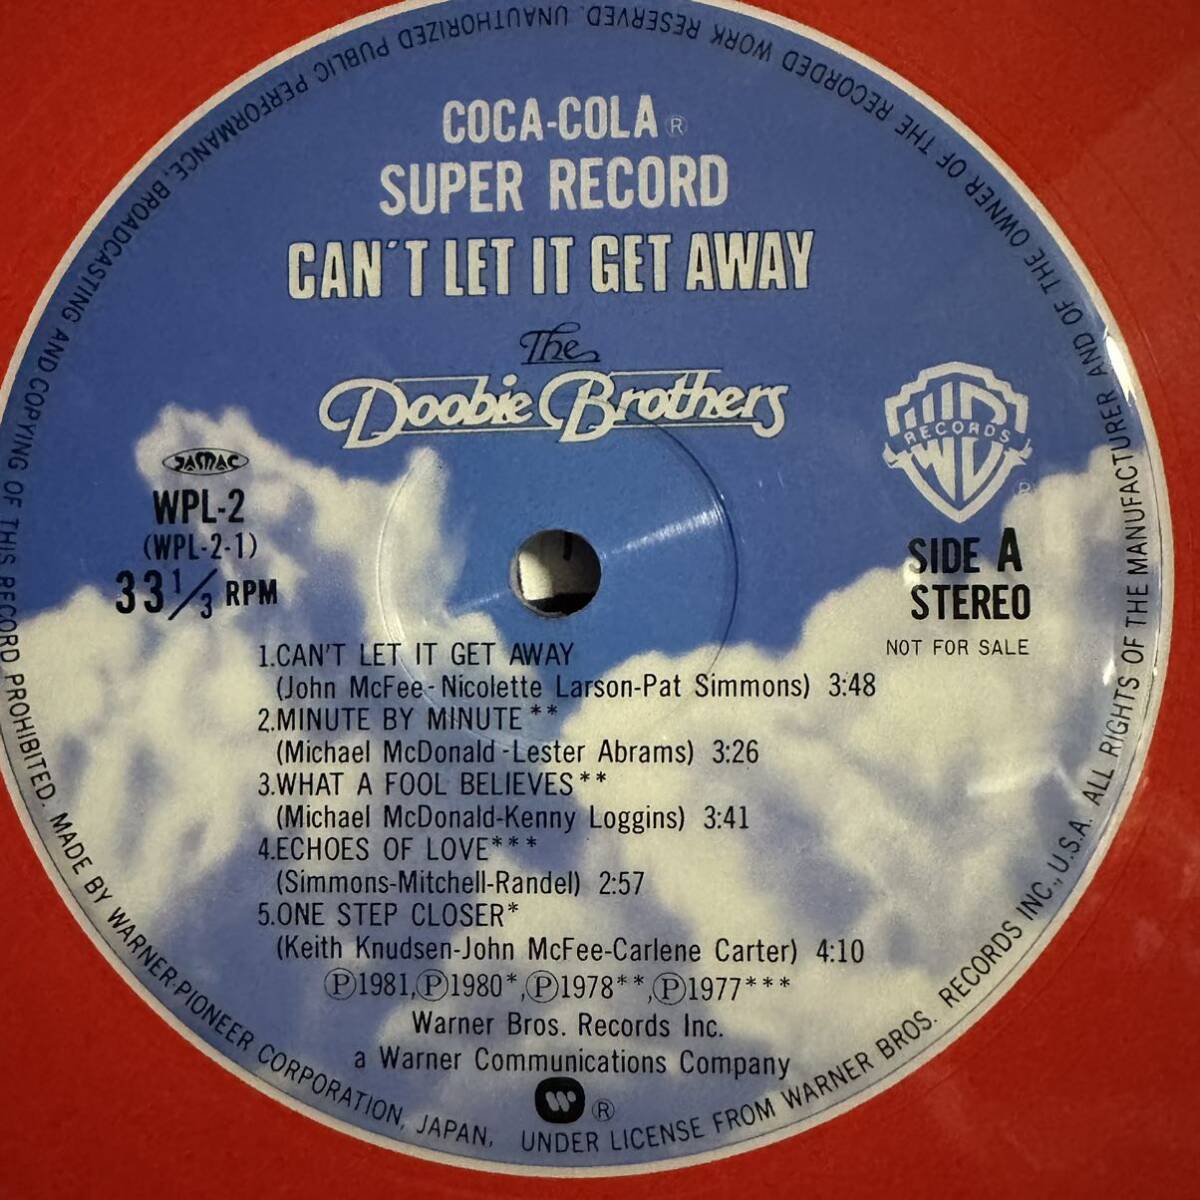 COCA-COLA ®
SUPER RECORD
CAN'T LET IT GET AWAY
The
Doobie Brothers
JASRAC
WPL-2
(WPL-2-1)
33 1/3 RPM
WB
RECORDS
®
SIDE A
STEREO
NOT FOR SALE
1.CAN'T LET IT GET AWAY
(John McFee-Nicolette Larson-Pat Simmons) 3:48
2.MINUTE BY MINUTE**
(Michael McDonald-Lester Abrams) 3:26
3.WHAT A FOOL BELIEVES**
(Michael McDonald-Kenny Loggins) 3:41
4.ECHOES OF LOVE***
(Simmons-Mitchell-Randel) 2:57
5.ONE STEP CLOSER*
(Keith Knudsen-John McFee-Carlene Carter) 4:10
Ⓟ1981,Ⓟ1980*,Ⓟ1978**,Ⓟ1977***
Warner Bros. Records Inc.
a Warner Communications Company
®
MADE BY WARNER-PIONEER CORPORATION, JAPAN, UNDER LICENSE FROM WARNER BROS. RECORDS INC., U.S.A. ALL RIGHTS OF THE MANUFACTURER AND OF THE OWNER OF THE RECORDED WORK RESERVED. UNAUTHORIZED PUBLIC PERFORMANCE, BROADCASTING AND COPYING OF THIS RECORD PROHIBITED.